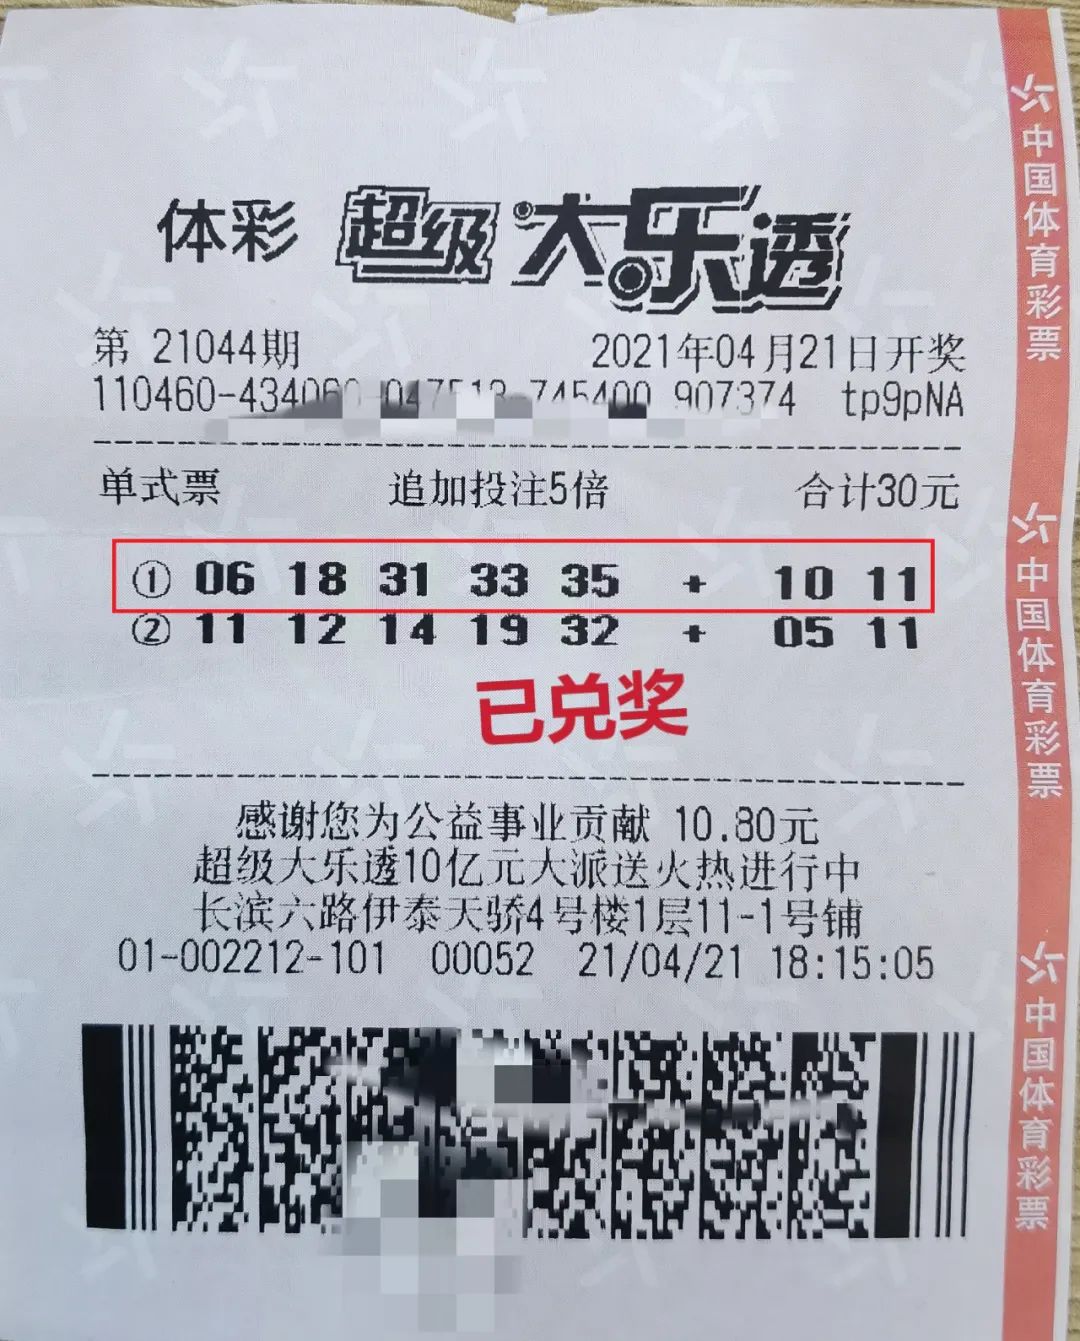 体彩 超级大乐透
第 21044期 2021年04月21日开奖
110460-434060-047513-745400 907374 tp9pNA
单式票 追加投注5倍 合计30元
① 06 18 31 33 35 + 10 11
② 11 12 14 19 32 + 05 11
已兑奖
感谢您为公益事业贡献 10.80元
超级大乐透10亿元大派送火热进行中
长滨六路伊泰天骄4号楼1层11-1号铺
01-002212-101 00052 21/04/21 18:15:05
中国体育彩票
中国体育彩票
中国体育彩票